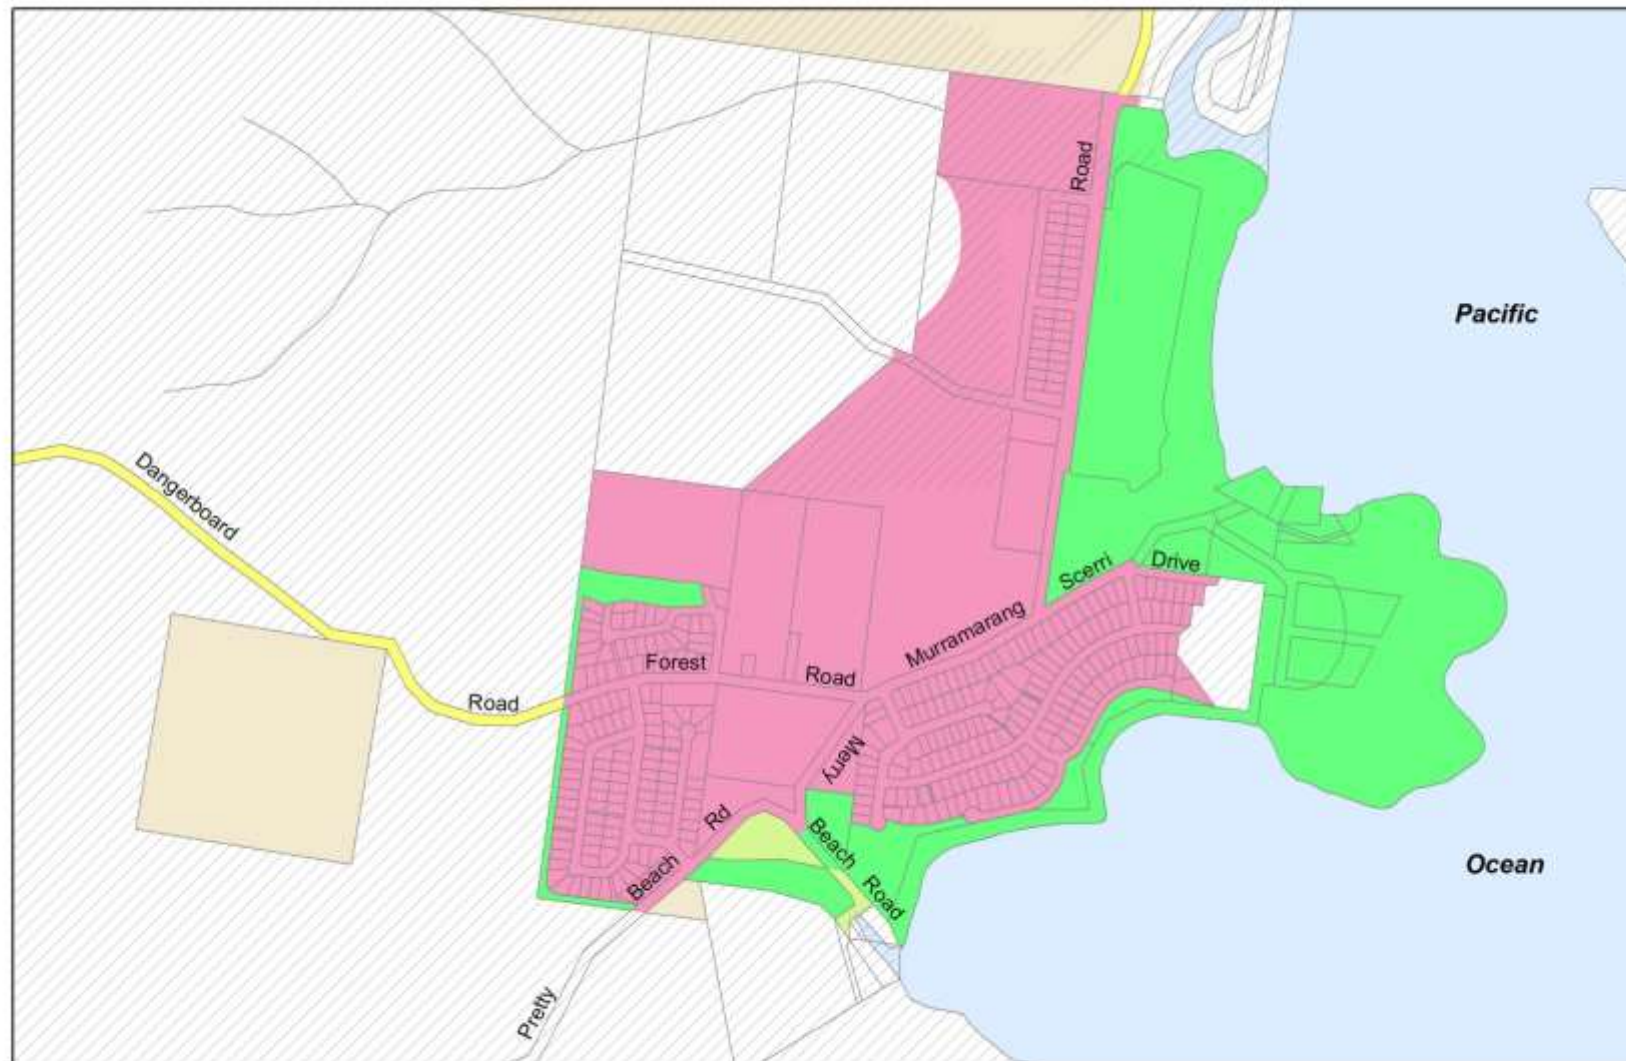 Road
Pacific
Dangerboard
Scerri
Drive
Murramarang
Forest
Road
Road
Merry
Rd
Beach
Beach
Road
Ocean
Pretty